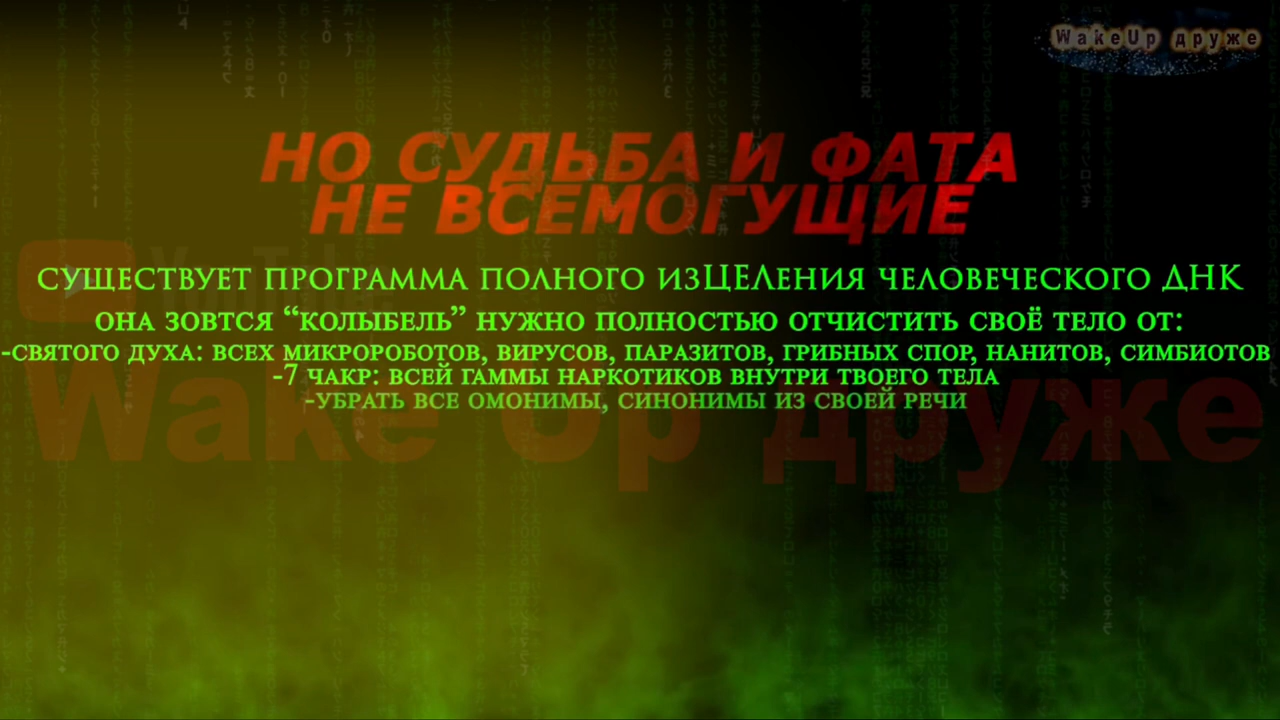 WakeUp друже
НО СУДЬБА И ФАТА
НЕ ВСЕМОГУЩИЕ
YouTube
СУЩЕСТВУЕТ ПРОГРАММА ПОЛНОГО ИЗЦЕЛЕНИЯ ЧЕЛОВЕЧЕСКОГО ДНК
ОНА ЗОВТСЯ “КОЛЫБЕЛЬ” НУЖНО ПОЛНОСТЬЮ ОТЧИСТИТЬ СВОЁ ТЕЛО ОТ:
-СВЯТОГО ДУХА: ВСЕХ МИКРОРОБОТОВ, ВИРУСОВ, ПАРАЗИТОВ, ГРИБНЫХ СПОР, НАНИТОВ, СИМБИОТОВ
-7 ЧАКР: ВСЕЙ ГАММЫ НАРКОТИКОВ ВНУТРИ ТВОЕГО ТЕЛА
-УБРАТЬ ВСЕ ОМОНИМЫ, СИНОНИМЫ ИЗ СВОЕЙ РЕЧИ
Wake Up друже